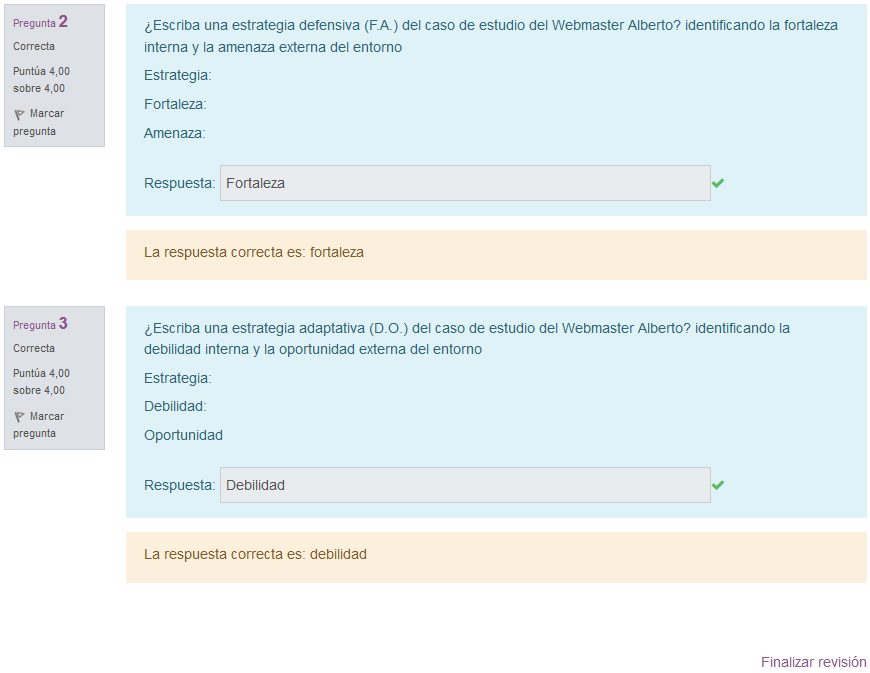 Pregunta 2
Correcta
Puntúa 4,00
sobre 4,00
Marcar
pregunta
¿Escriba una estrategia defensiva (F.A.) del caso de estudio del Webmaster Alberto? identificando la fortaleza
interna y la amenaza externa del entorno
Estrategia:
Fortaleza:
Amenaza:
Respuesta: Fortaleza
La respuesta correcta es: fortaleza
Pregunta 3
Correcta
Puntúa 4,00
sobre 4,00
Marcar
pregunta
¿Escriba una estrategia adaptativa (D.O.) del caso de estudio del Webmaster Alberto? identificando la
debilidad interna y la oportunidad externa del entorno
Estrategia:
Debilidad:
Oportunidad
Respuesta: Debilidad
La respuesta correcta es: debilidad
Finalizar revisión